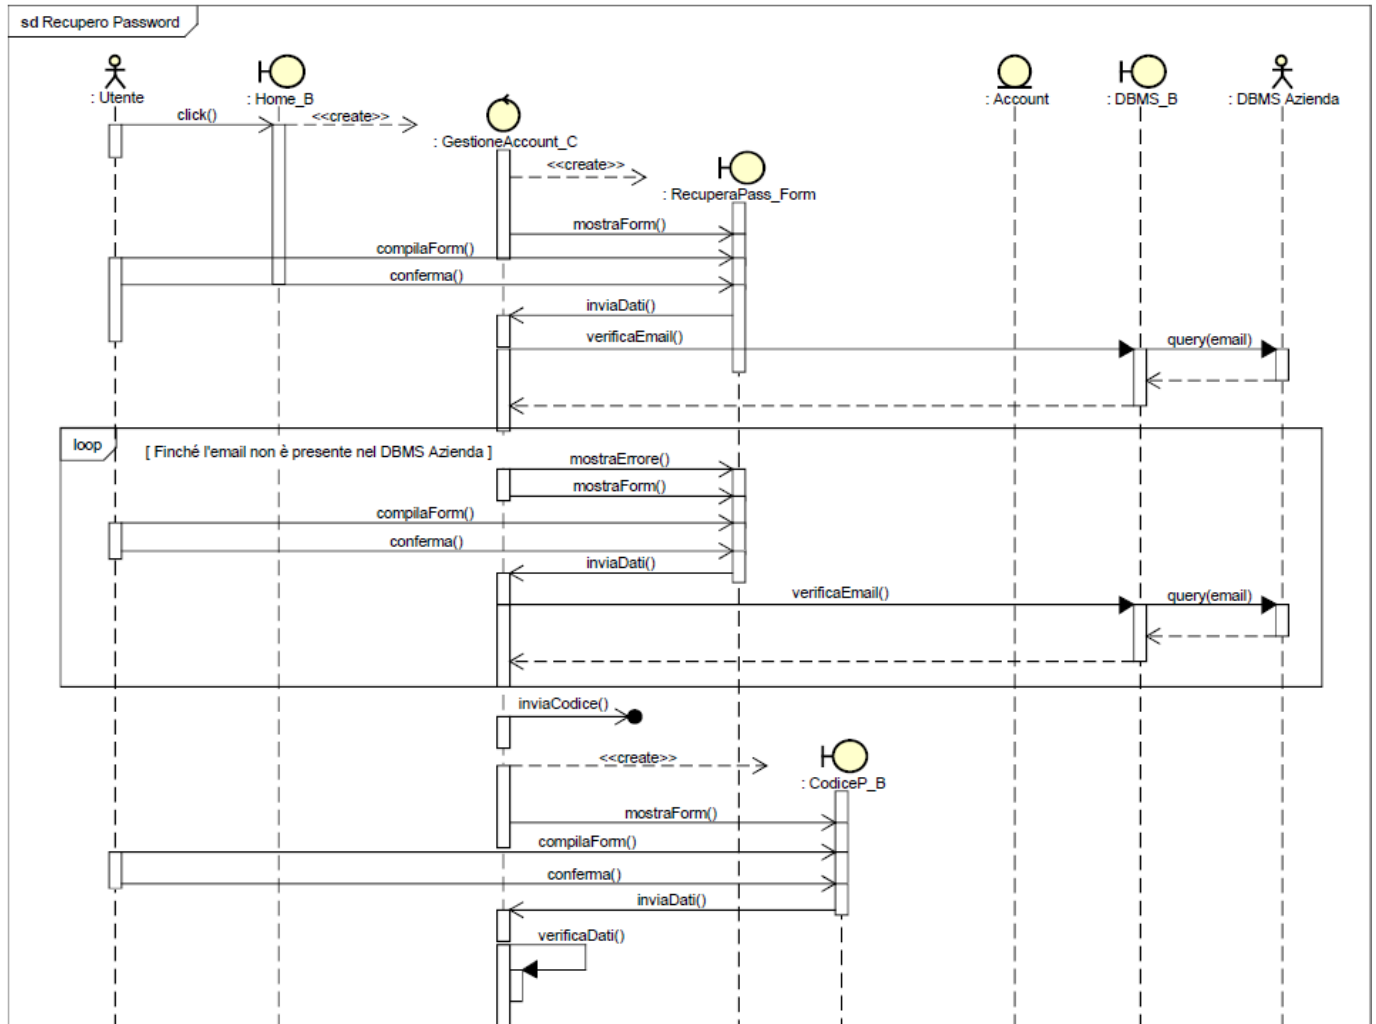 sd Recupero Password
: Utente
: Home_B
: Account
: DBMS_B
: DBMS Azienda
click()
<<create>>
: GestioneAccount_C
<<create>>
: RecuperaPass_Form
mostraForm()
compilaForm()
conferma()
inviaDati()
verificaEmail()
query(email)
loop
[ Finché l'email non è presente nel DBMS Azienda ]
mostraErrore()
mostraForm()
compilaForm()
conferma()
inviaDati()
verificaEmail()
query(email)
inviaCodice()
<<create>>
: CodiceP_B
mostraForm()
compilaForm()
conferma()
inviaDati()
verificaDati()